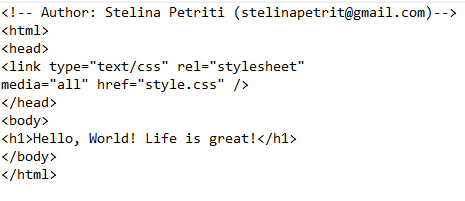 <!-- Author: Stelina Petriti (stelinapetrit@gmail.com)-->
<html>
<head>
<link type="text/css" rel="stylesheet"
media="all" href="style.css" />
</head>
<body>
<h1>Hello, World! Life is great!</h1>
</body>
</html>